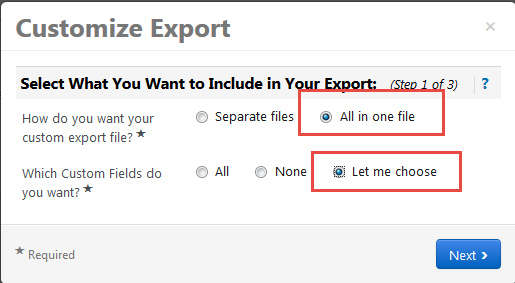 Customize Export ×
Select What You Want to Include in Your Export: (Step 1 of 3) ?
How do you want your custom export file? ★ Separate files All in one file
Which Custom Fields do you want? ★ All None Let me choose
★ Required Next ›